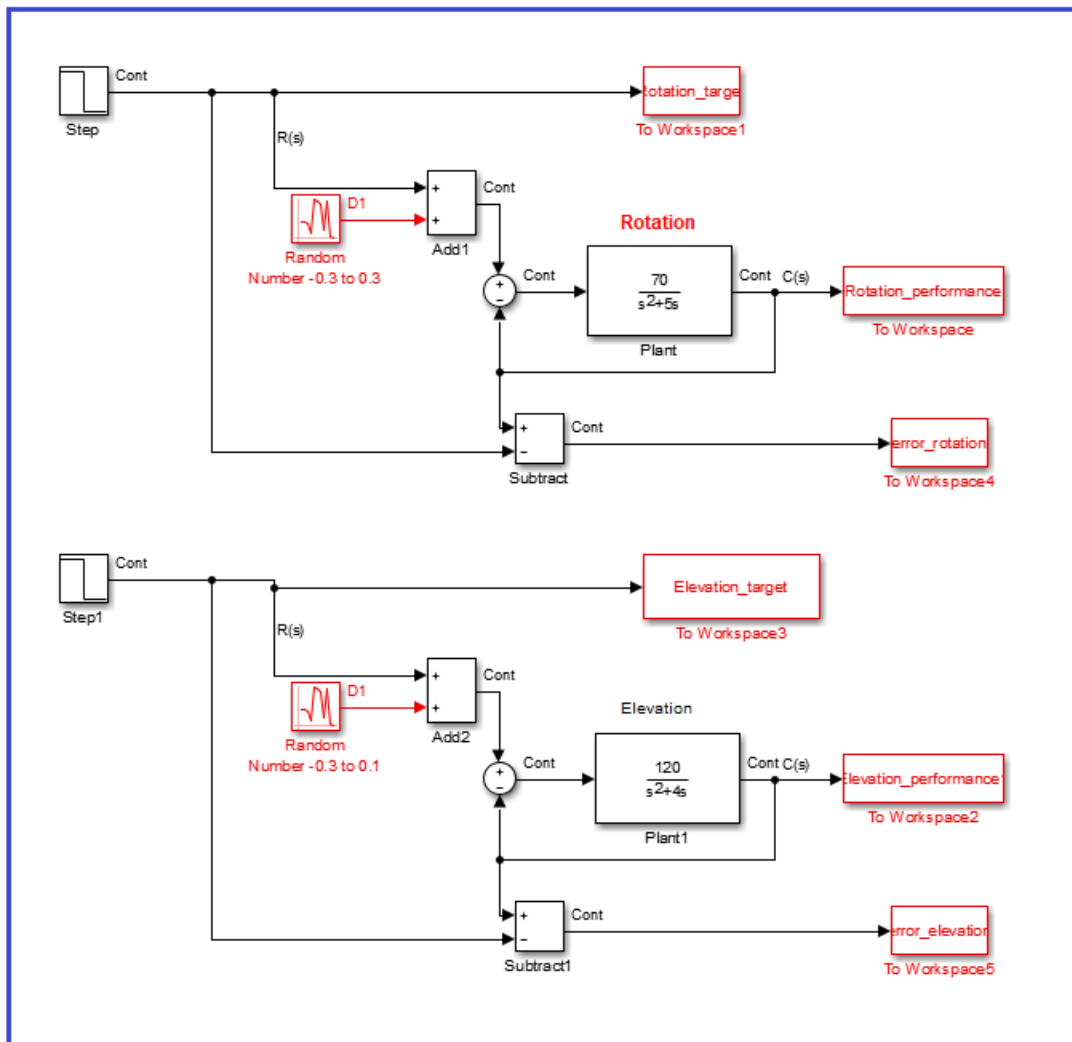 Cont
Step
Rotation_targe
To Workspace1
R(s)
+
+
Cont
D1
Add1
Random
Number -0.3 to 0.3
Rotation
+
−
Cont
70
s2+5s
Cont C(s)
Rotation_performance
Plant
To Workspace
+
−
Cont
error_rotation
Subtract
To Workspace4
Cont
Step1
Elevation_target
To Workspace3
R(s)
+
+
Cont
D1
Add2
Random
Number -0.3 to 0.1
Elevation
+
−
Cont
120
s2+4s
Cont C(s)
Elevation_performance
Plant1
To Workspace2
+
−
Cont
error_elevation
Subtract1
To Workspace5